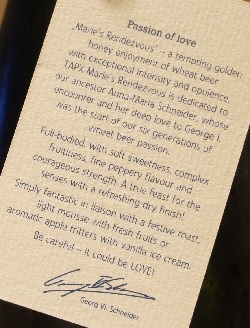 Passion of love
„Marie's Rendezvous" – a tempting golden
honey enjoyment of wheat beer
with exceptional intensity and opulence.
TAPX Marie's Rendezvous is dedicated to
our ancestor Anna-Maria Schneider, whose
encounter and her deep love to George I.
was the start of our six generations of
wheat beer passion.
Full-bodied, with soft sweetness, complex
fruitiness, fine peppery flavour and
courageous strength. A true feast for the
senses with a refreshing dry finish!
Simply fantastic in liaison with a festive roast,
light mousse with fresh fruits or
aromatic apple fritters with vanilla ice cream.
Be careful – it could be LOVE!
Georg VI. Schneider